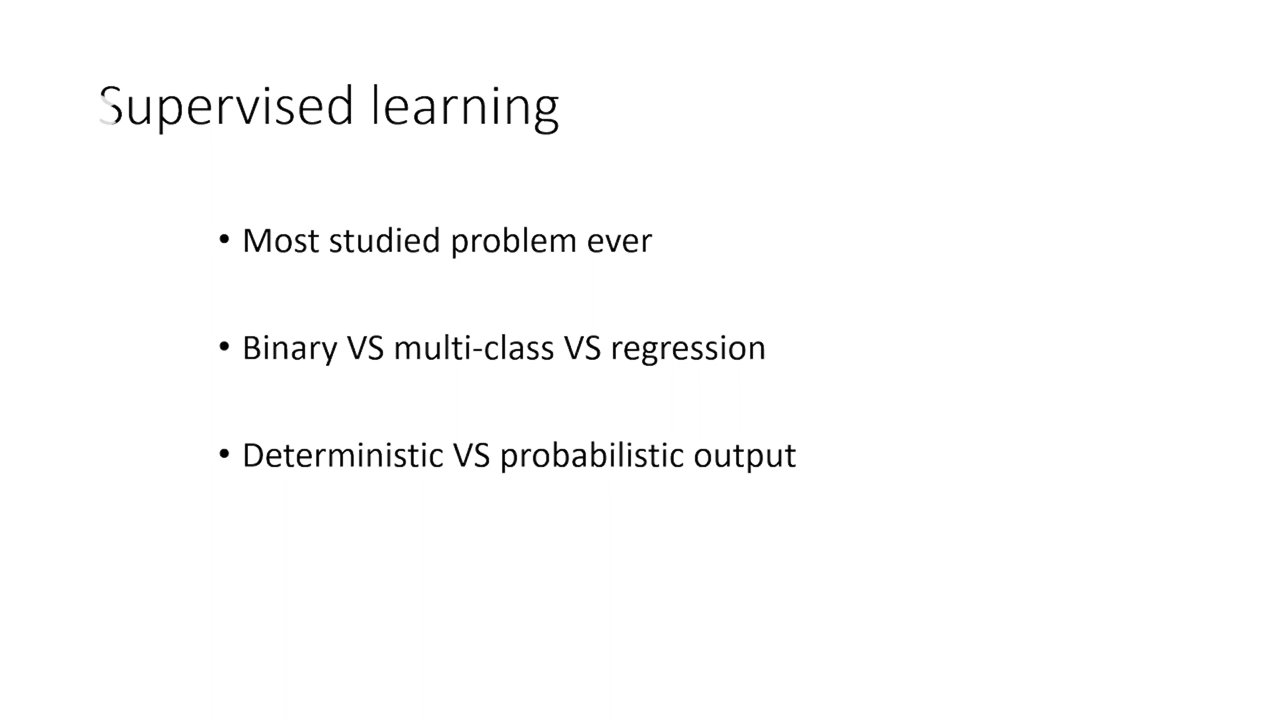 Supervised learning
• Most studied problem ever
• Binary VS multi-class VS regression
• Deterministic VS probabilistic output